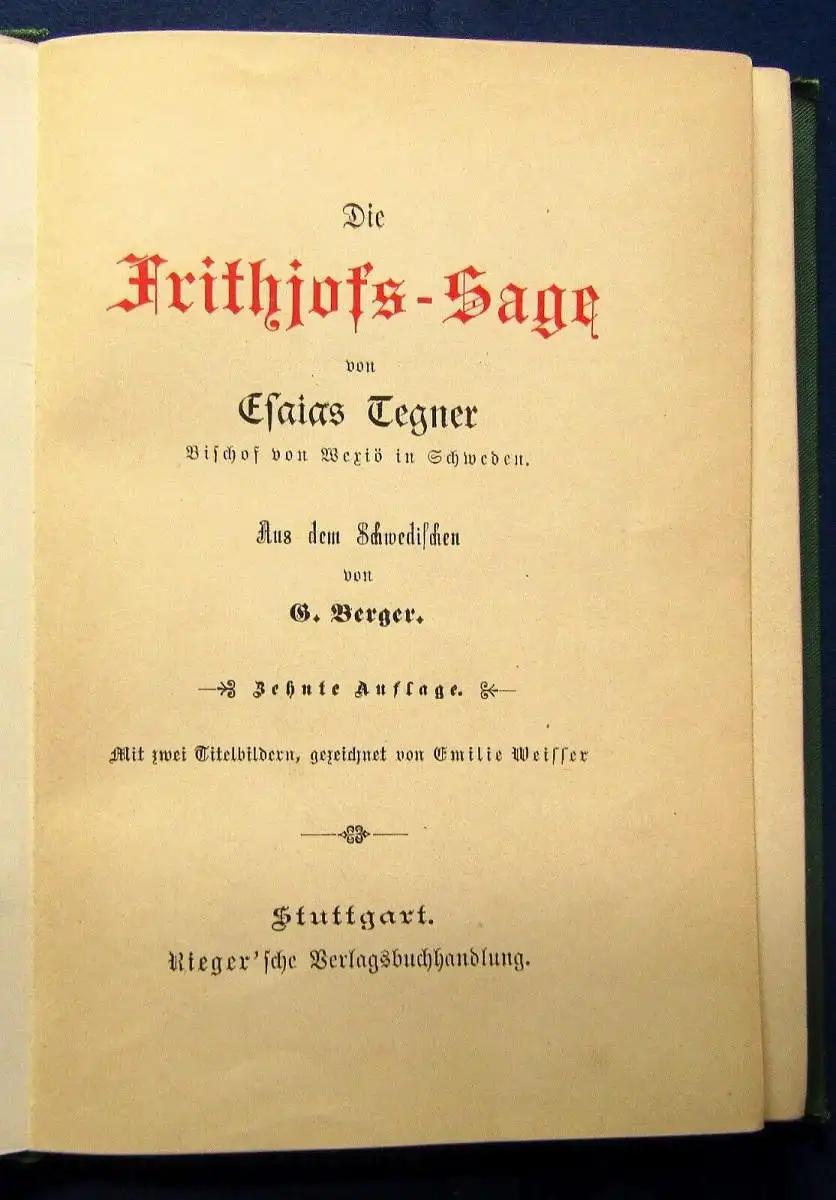 Die
Frithjofs-Sage
von
Eſaias Tegner
Biſchof von Wexiö in Schweden.
Aus dem Schwediſchen
von
G. Berger.
Zehnte Auflage.
Mit zwei Titelbildern, gezeichnet von Emilie Weiſſer
Stuttgart.
Rieger'ſche Verlagsbuchhandlung.